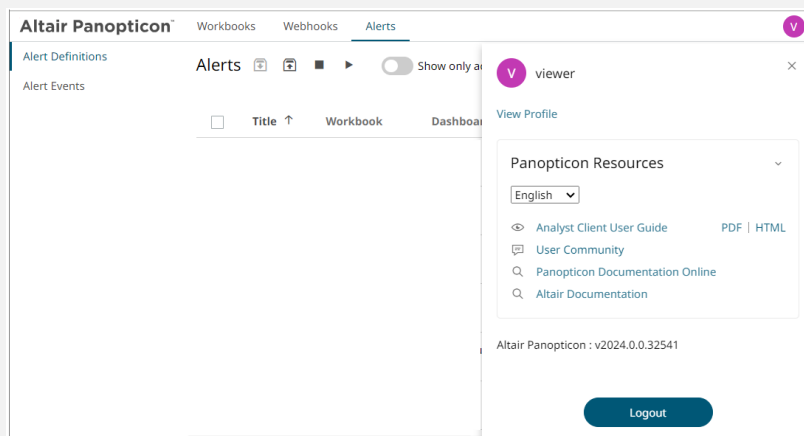 Altair Panopticon™ Workbooks Webhooks Alerts V
Alert Definitions
Alert Events
Alerts Show only
Title ↑ Workbook
V viewer ×
View Profile
Panopticon Resources
English
Analyst Client User Guide PDF | HTML
User Community
Panopticon Documentation Online
Altair Documentation
Altair Panopticon : v2024.0.0.32541
Logout